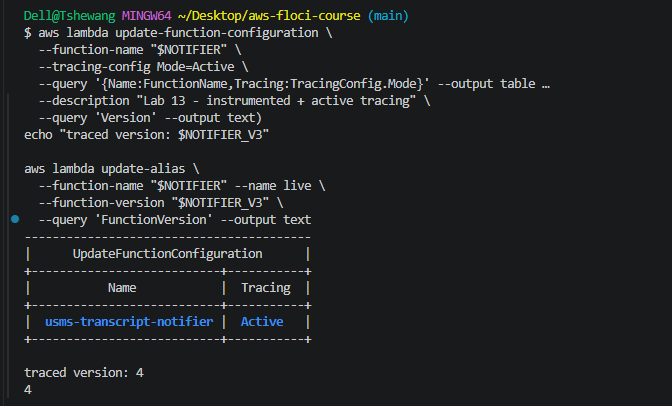 Dell@Tshewang MINGW64 ~/Desktop/aws-floci-course (main)
$ aws lambda update-function-configuration \
  --function-name "$NOTIFIER" \
  --tracing-config Mode=Active \
  --query '{Name:FunctionName,Tracing:TracingConfig.Mode}' --output table …
  --description "Lab 13 - instrumented + active tracing" \
  --query 'Version' --output text)
echo "traced version: $NOTIFIER_V3"

aws lambda update-alias \
  --function-name "$NOTIFIER" --name live \
  --function-version "$NOTIFIER_V3" \
  --query 'FunctionVersion' --output text
----------------------------------------
|      UpdateFunctionConfiguration     |
+--------------------------+-----------+
|           Name           |  Tracing  |
+--------------------------+-----------+
|  usms-transcript-notifier |  Active   |
+--------------------------+-----------+

traced version: 4
4